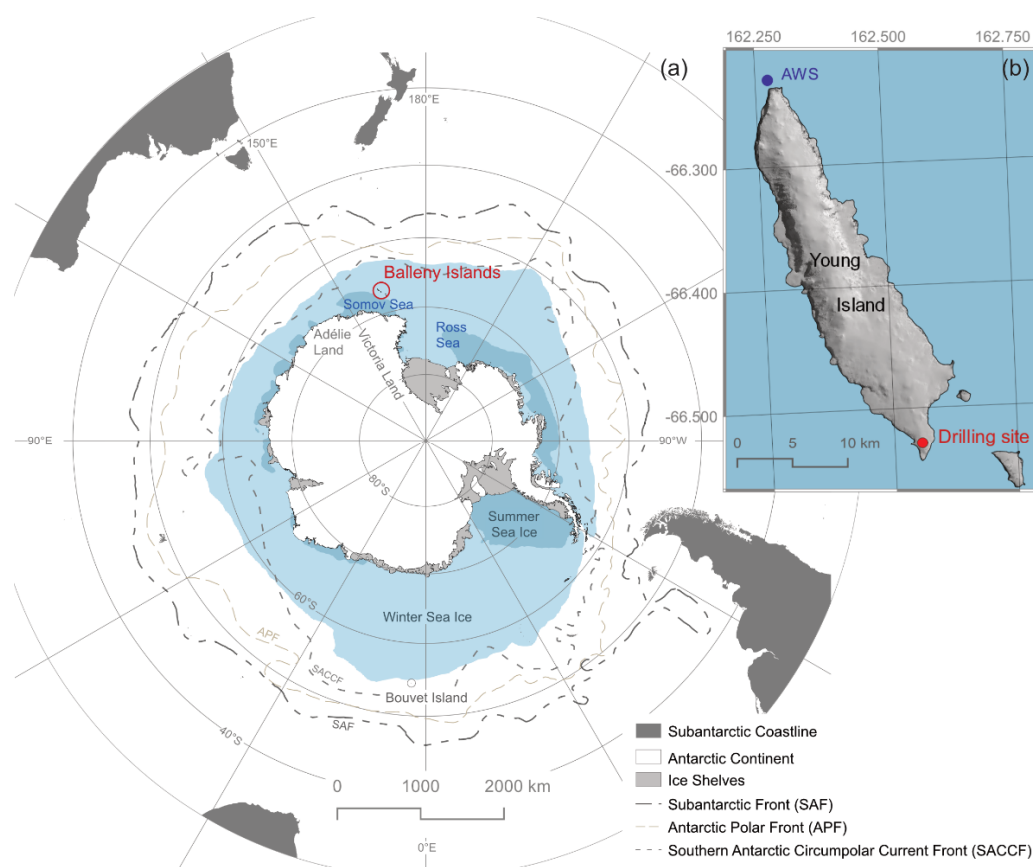 (a)
180°E
150°E
Balleny Islands
Somov Sea
Ross
Sea
Adélie
Land
Victoria Land
90°E
90°W
80°S
Summer
Sea Ice
60°S
Winter Sea Ice
APF
SACCF
Bouvet Island
SAF
40°S
0 1000 2000 km
0°E
162.250 162.500 162.750
(b)
AWS
-66.300
Young
-66.400
Island
-66.500
Drilling site
0 5 10 km
Subantarctic Coastline
Antarctic Continent
Ice Shelves
Subantarctic Front (SAF)
Antarctic Polar Front (APF)
Southern Antarctic Circumpolar Current Front (SACCF)